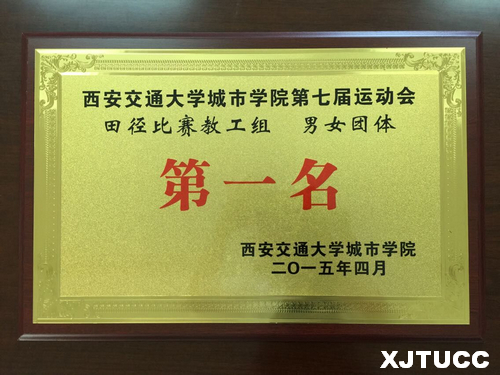 西安交通大学城市学院第七届运动会
田径比赛教工组 男女团体
第一名
西安交通大学城市学院
二〇一五年四月
XJTUCC